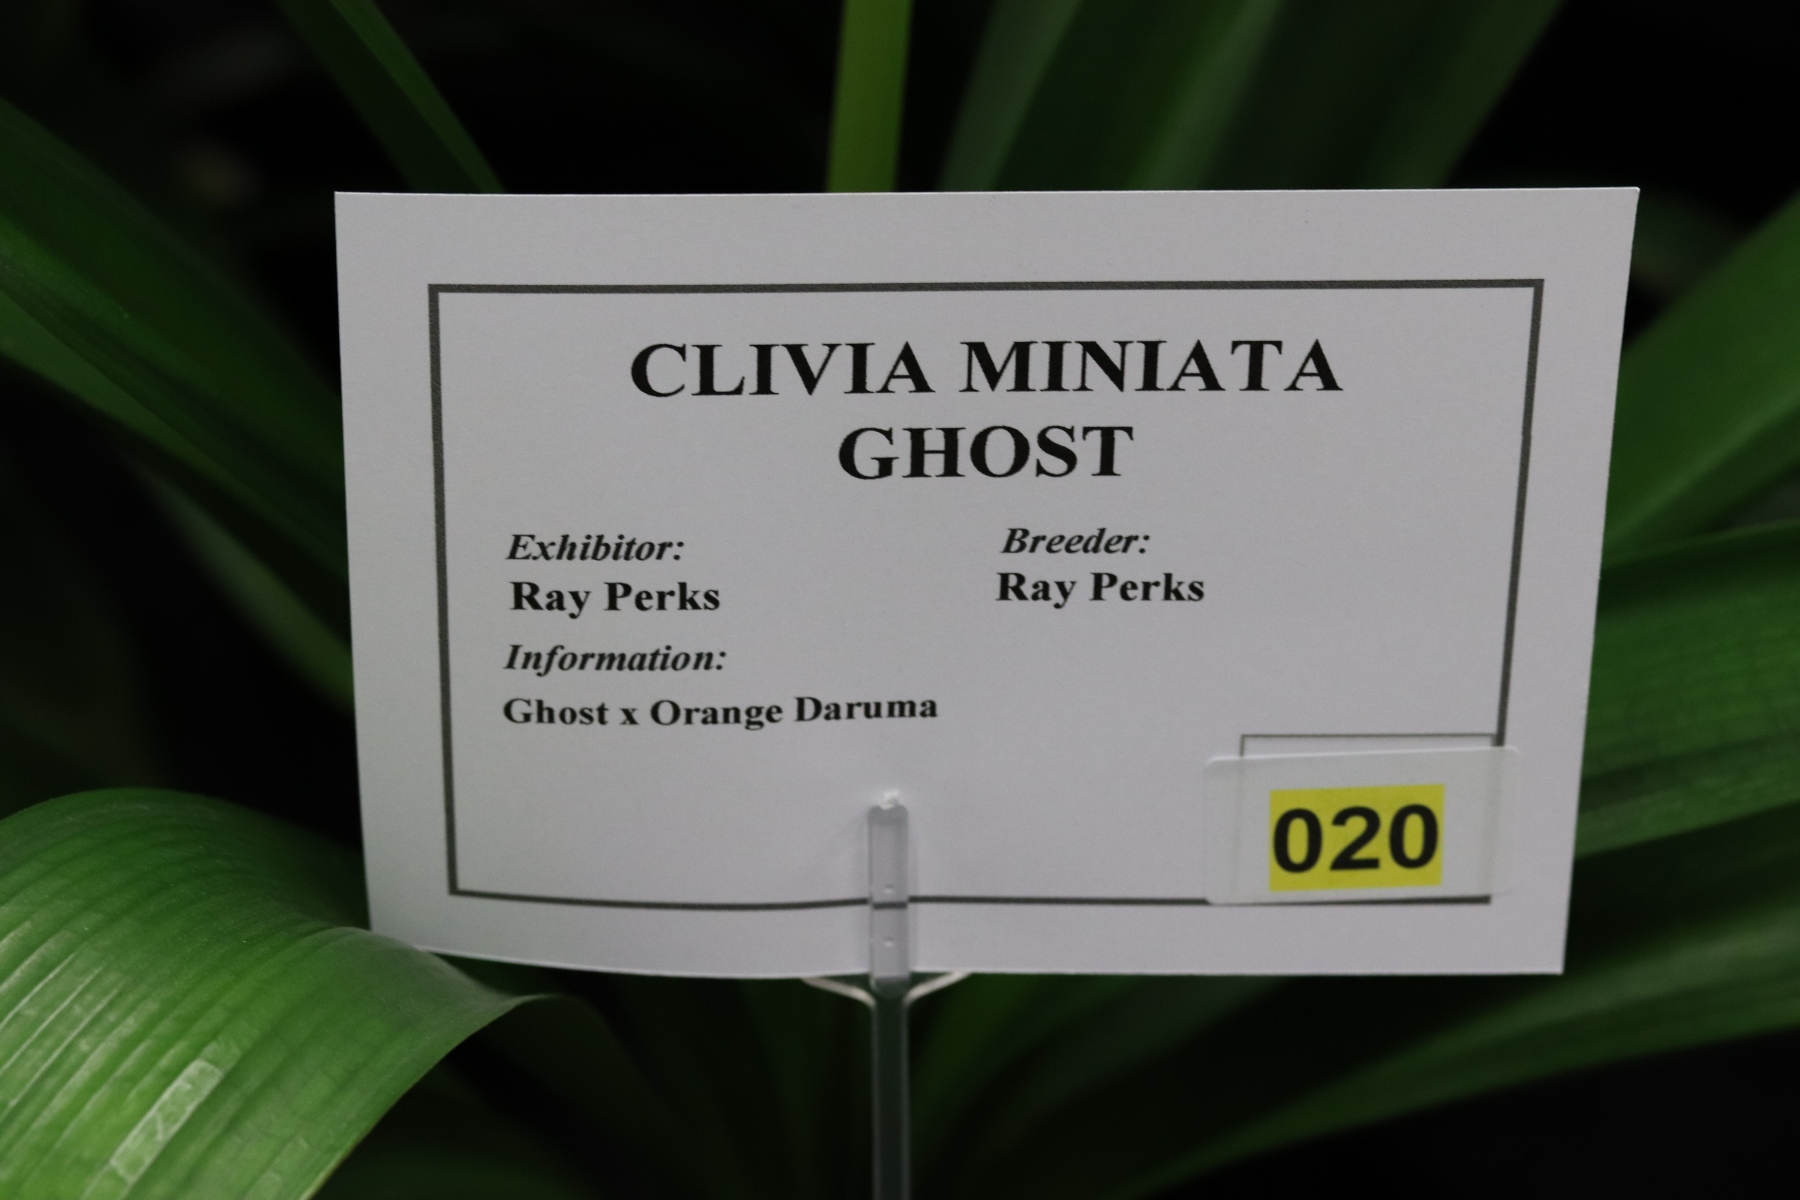 CLIVIA MINIATA
GHOST
Exhibitor:
Ray Perks
Breeder:
Ray Perks
Information:
Ghost x Orange Daruma
020